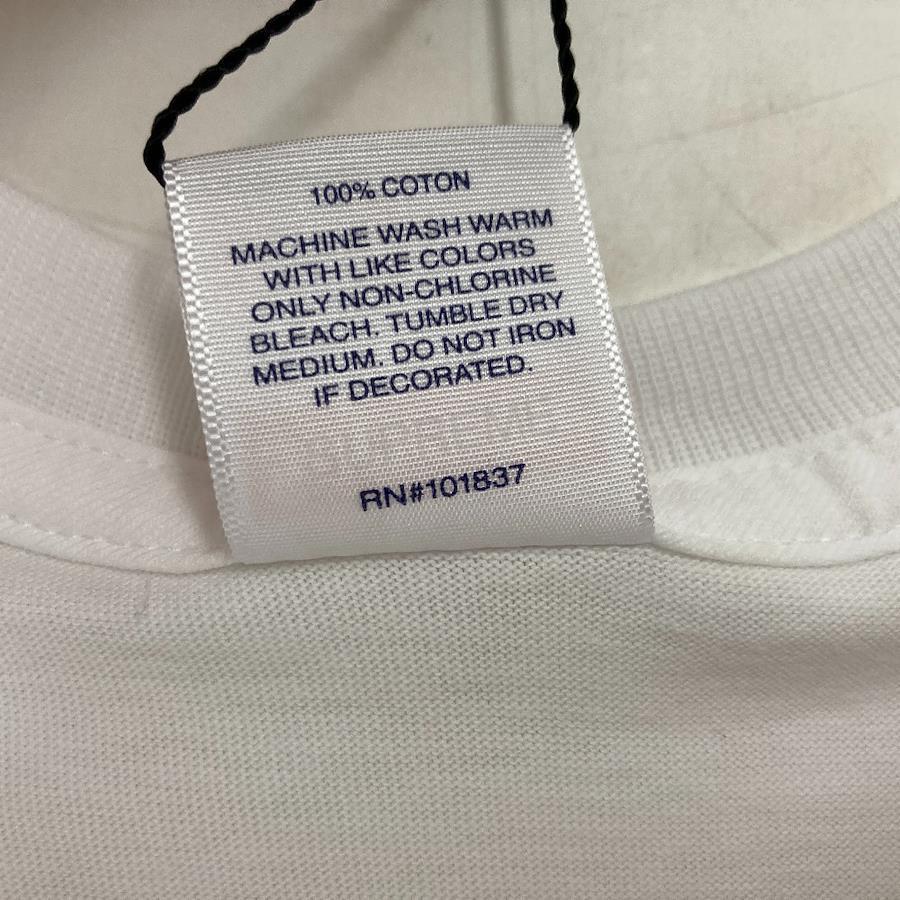 100% COTON
MACHINE WASH WARM
WITH LIKE COLORS
ONLY NON-CHLORINE
BLEACH. TUMBLE DRY
MEDIUM. DO NOT IRON
IF DECORATED.
RN#101837